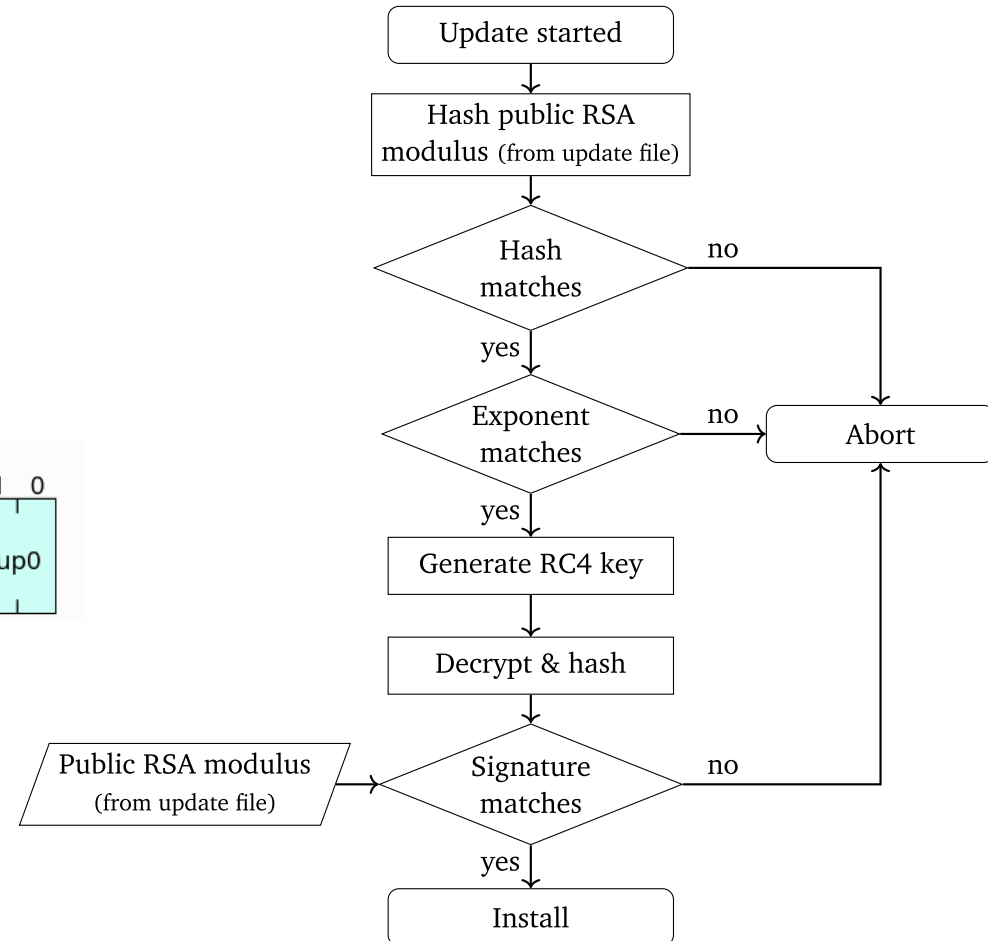 Update started
Hash public RSA
modulus (from update file)
Hash
matches
no
yes
Exponent
matches
no
Abort
yes
0
up0
Generate RC4 key
Decrypt & hash
Public RSA modulus
(from update file)
Signature
matches
no
yes
Install